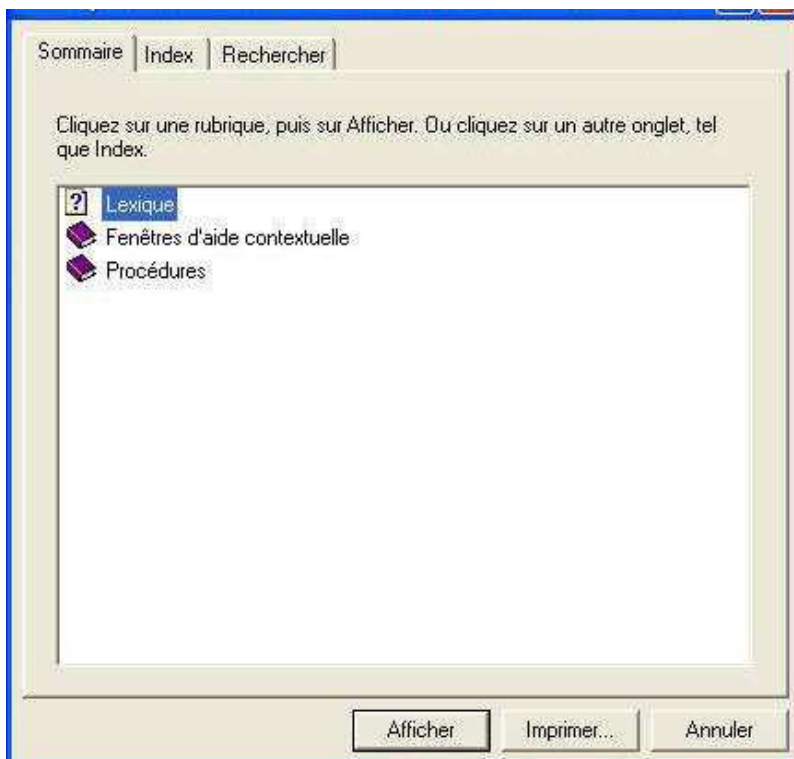 Sommaire Index Rechercher
Cliquez sur une rubrique, puis sur Afficher. Ou cliquez sur un autre onglet, tel
que Index.
Lexique
Fenêtres d'aide contextuelle
Procédures
Afficher Imprimer... Annuler